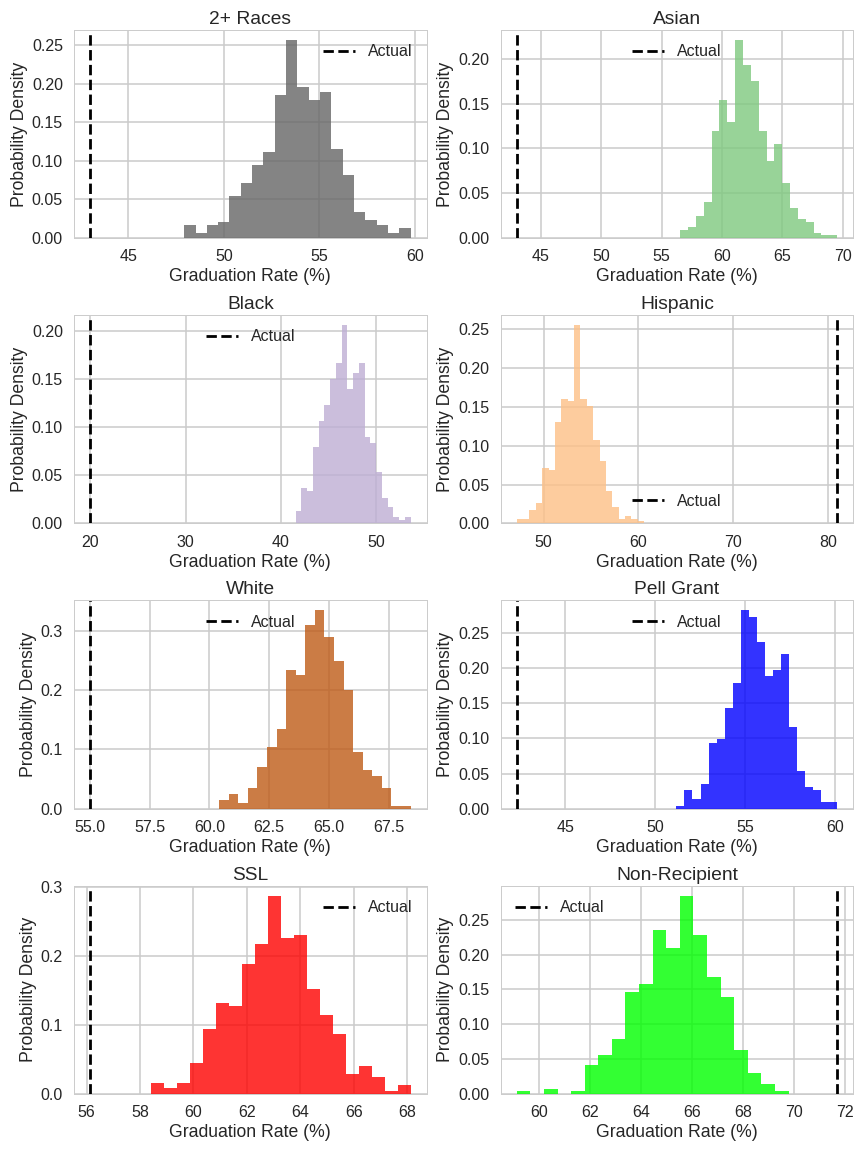 2+ Races
Probability Density
0.25
0.20
0.15
0.10
0.05
0.00
Actual
45 50 55 60
Graduation Rate (%)
Asian
Probability Density
0.20
0.15
0.10
0.05
0.00
Actual
45 50 55 60 65 70
Graduation Rate (%)
Black
Probability Density
0.20
0.15
0.10
0.05
0.00
Actual
20 30 40 50
Graduation Rate (%)
Hispanic
Probability Density
0.25
0.20
0.15
0.10
0.05
0.00
Actual
50 60 70 80
Graduation Rate (%)
White
Probability Density
0.3
0.2
0.1
0.0
Actual
55.0 57.5 60.0 62.5 65.0 67.5
Graduation Rate (%)
Pell Grant
Probability Density
0.25
0.20
0.15
0.10
0.05
0.00
Actual
45 50 55 60
Graduation Rate (%)
SSL
Probability Density
0.3
0.2
0.1
0.0
Actual
56 58 60 62 64 66 68
Graduation Rate (%)
Non-Recipient
Probability Density
0.25
0.20
0.15
0.10
0.05
0.00
Actual
60 62 64 66 68 70 72
Graduation Rate (%)